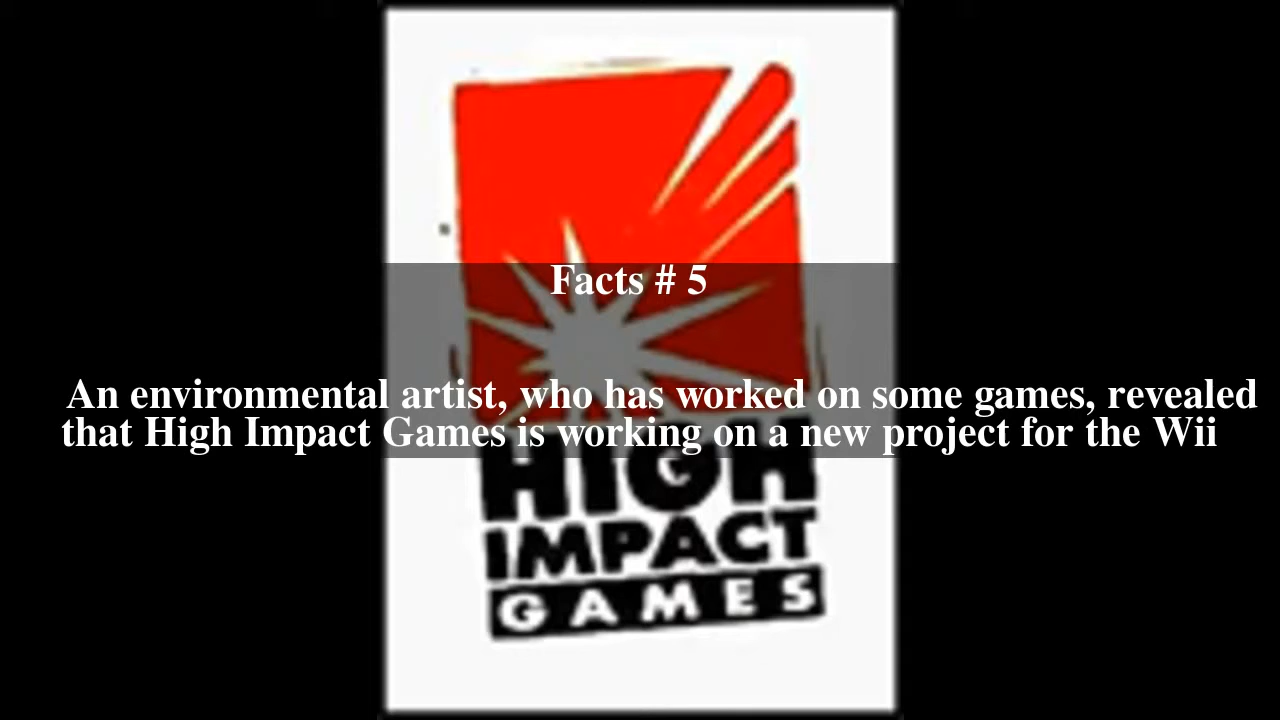 Facts # 5
An environmental artist, who has worked on some games, revealed
that High Impact Games is working on a new project for the Wii
HIGH
IMPACT
GAMES